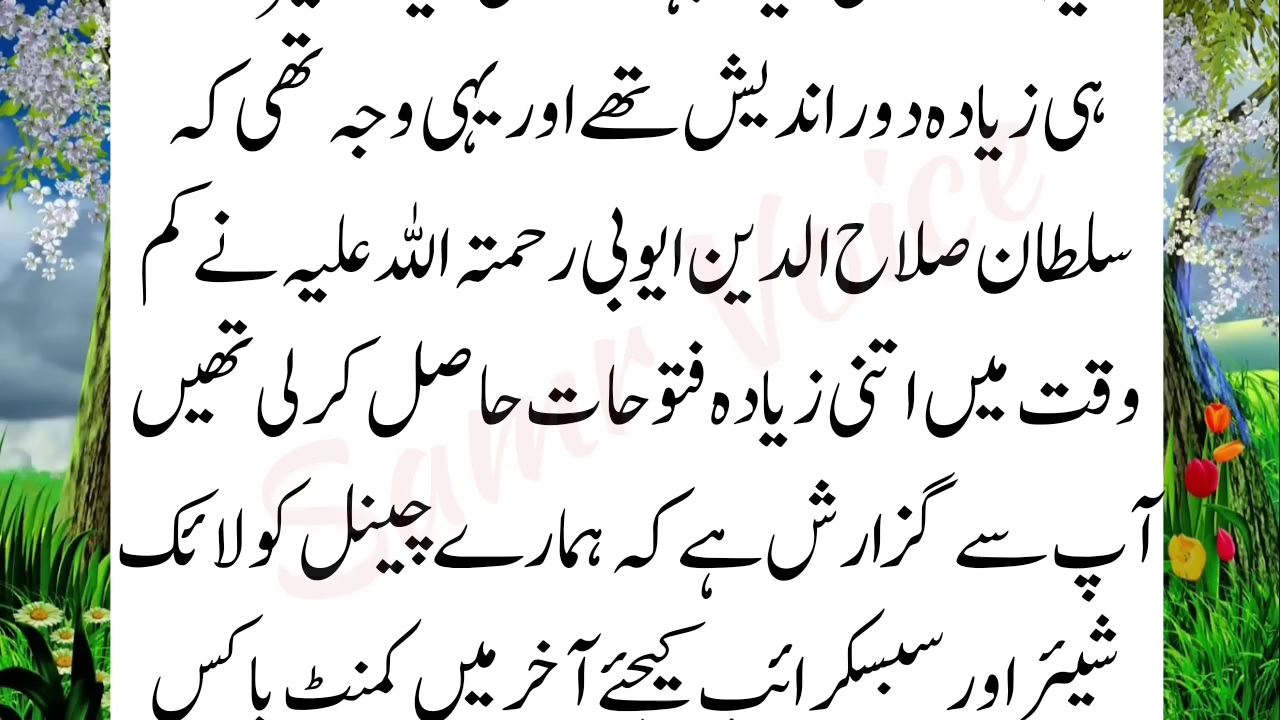 ہی زیادہ دور اندیش تھے اور یہی وجہ تھی کہ
سلطان صلاح الدین ایوبی رحمتہ اللہ علیہ نے کم
وقت میں اتنی زیادہ فتوحات حاصل کر لی تھیں
آپ سے گزارش ہے کہ ہمارے چینل کو لائک
شیئر اور سبسکرائب کیجئے آخر میں کمنٹ باکس
Samr Voice